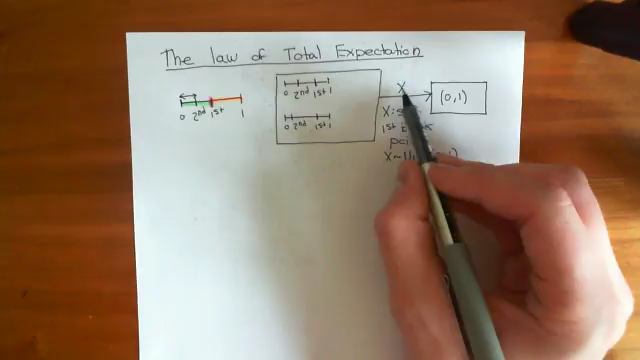 The law of Total Expectation
0 2nd 1st 1
0 2nd 1st 1
0 2nd 1st 1
X
(0,1)
X:
1st
X~